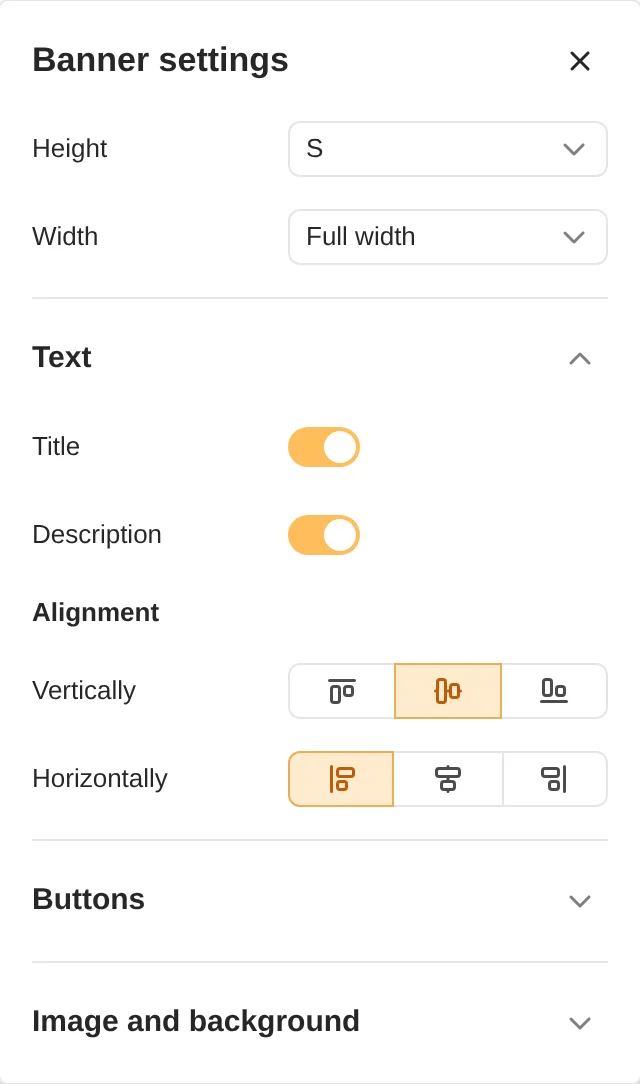 Banner settings
Height
S
Width
Full width
Text
Title
Description
Alignment
Vertically
Horizontally
Buttons
Image and background